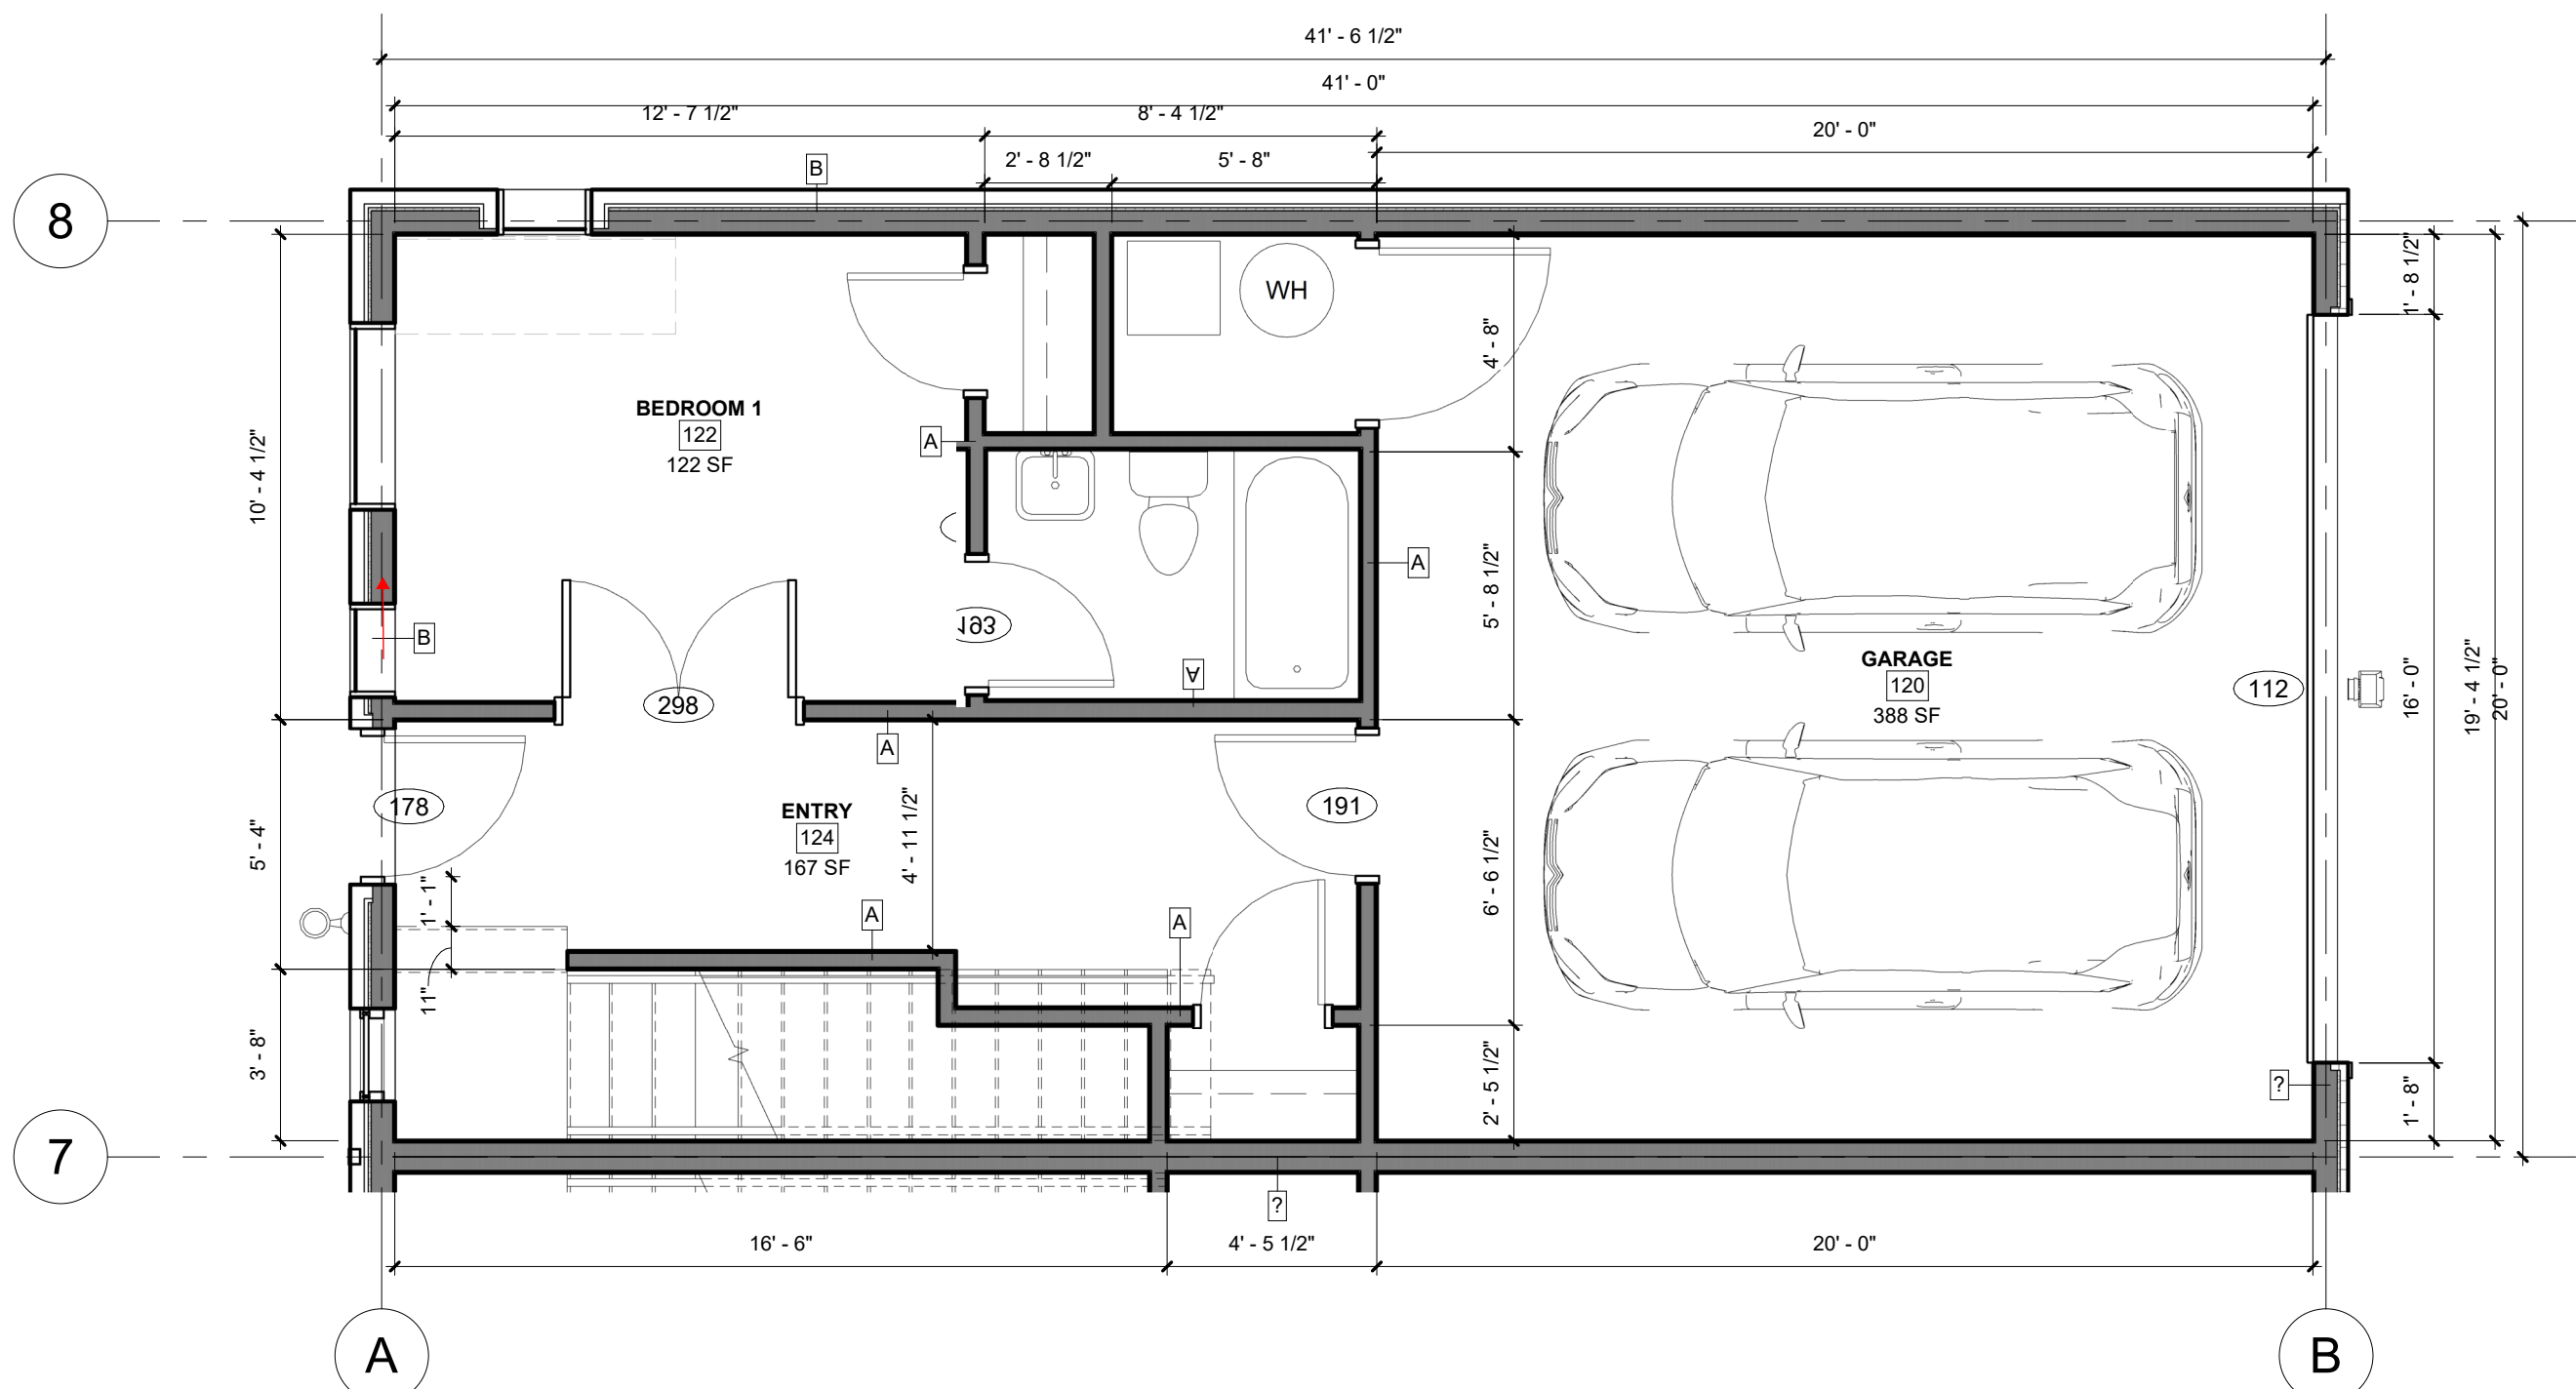 41' - 6 1/2"
41' - 0"
12' - 7 1/2"
8' - 4 1/2"
20' - 0"
2' - 8 1/2"
5' - 8"
B
8
1' - 8 1/2"
WH
4' - 8"
BEDROOM 1
122
122 SF
A
10' - 4 1/2"
A
5' - 8 1/2"
B
193
A
GARAGE
120
388 SF
112
16' - 0"
19' - 4 1/2"
20' - 0"
298
A
178
ENTRY
124
167 SF
4' - 11 1/2"
191
5' - 4"
1' - 1"
6' - 6 1/2"
A
A
11"
3' - 8"
2' - 5 1/2"
?
1' - 8"
7
?
16' - 6"
4' - 5 1/2"
20' - 0"
A
B